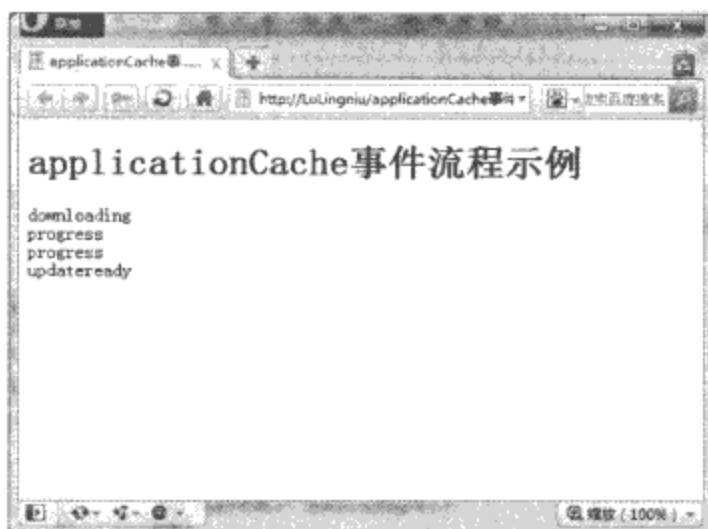 applicationCache事.....
http://LuLingniu/applicationCache事件
applicationCache事件流程示例
downloading
progress
progress
updateready
缩放 (100%)